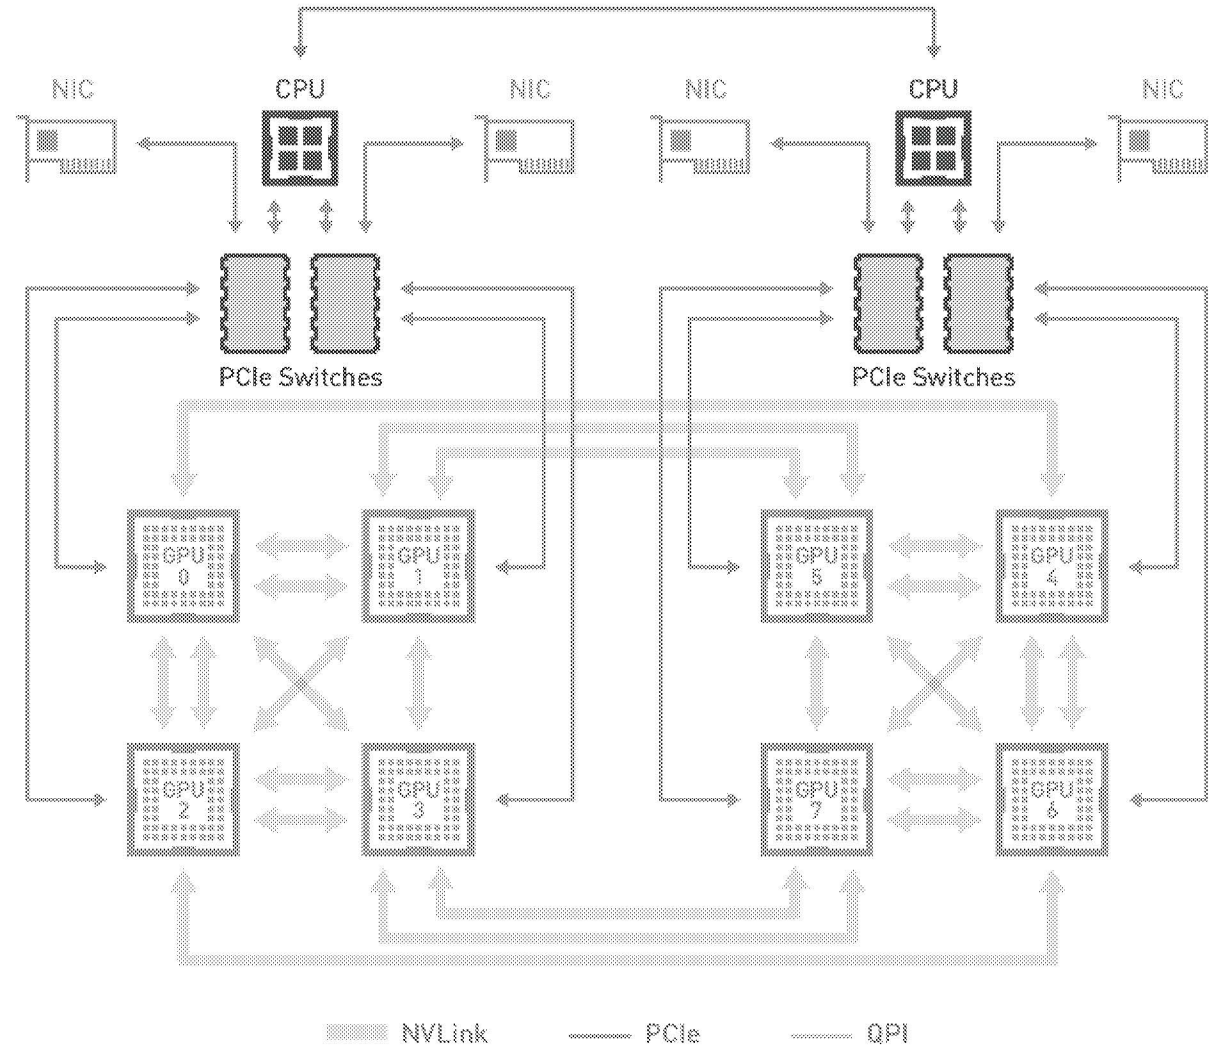 NIC
CPU
NIC
NIC
CPU
NIC
PCIe Switches
PCIe Switches
GPU
0
GPU
1
GPU
5
GPU
4
GPU
2
GPU
3
GPU
7
GPU
6
NVLink
PCIe
QPI